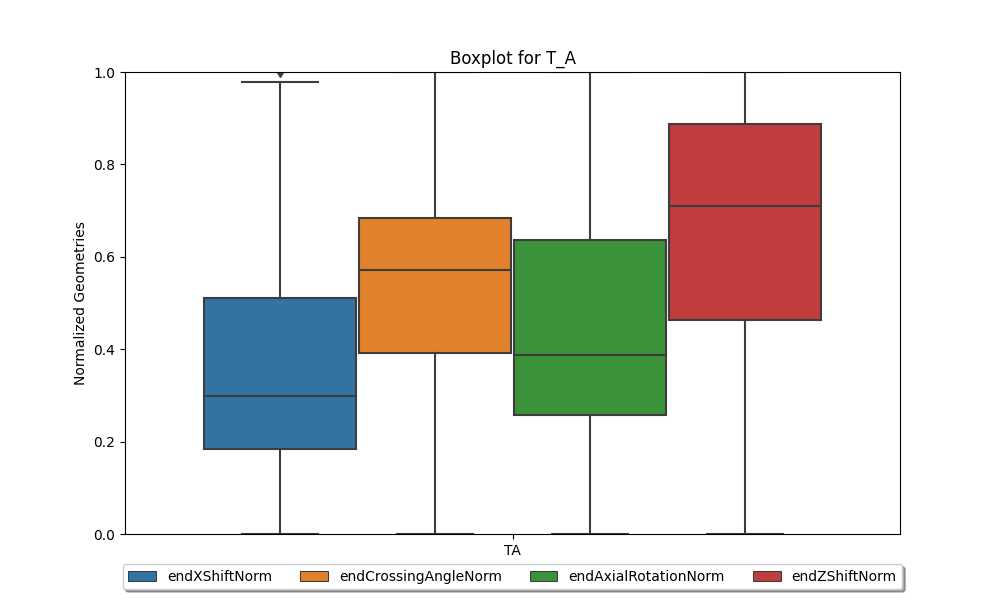 Boxplot for T_A
1.0
0.8
0.6
0.4
0.2
0.0
Normalized Geometries
TA
endXShiftNorm endCrossingAngleNorm endAxialRotationNorm endZShiftNorm